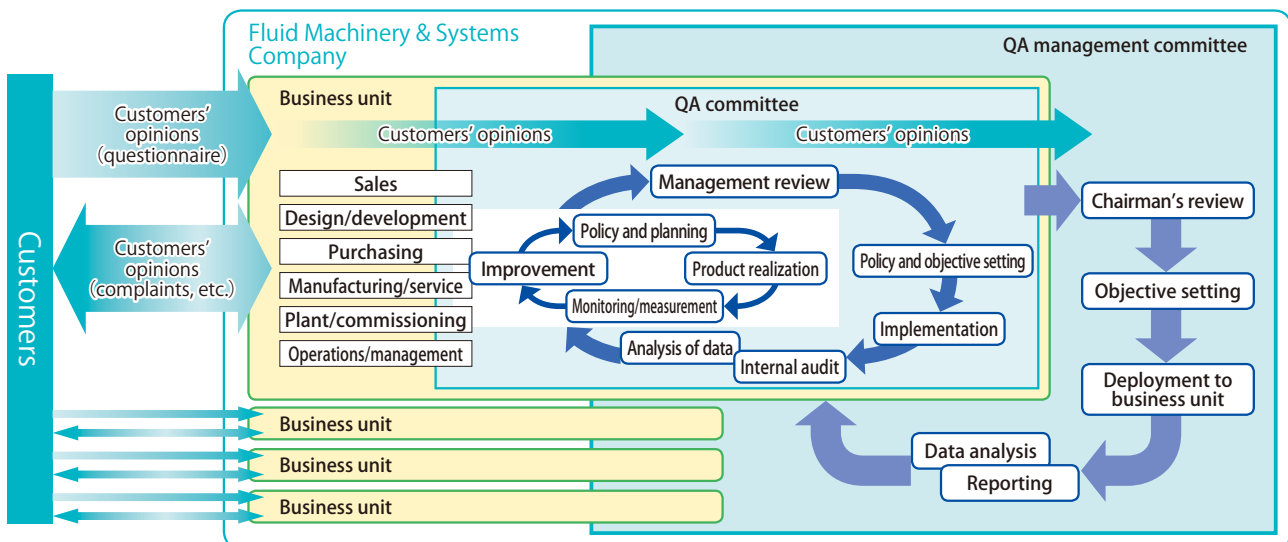 Fluid Machinery & Systems
Company
QA management committee
Customers
Customers’
opinions
(questionnaire)
Customers’
opinions
(complaints, etc.)
Business unit
QA committee
Customers’ opinions
Customers’ opinions
Sales
Design/development
Purchasing
Manufacturing/service
Plant/commissioning
Operations/management
Management review
Policy and planning
Improvement
Product realization
Monitoring/measurement
Policy and objective setting
Implementation
Internal audit
Analysis of data
Chairman’s review
Objective setting
Deployment to
business unit
Data analysis
Reporting
Business unit
Business unit
Business unit